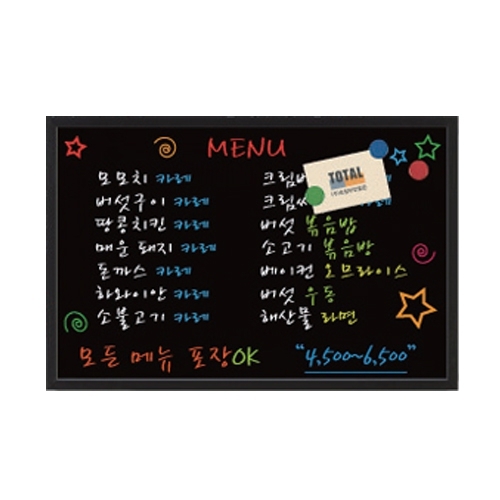 MENU
모모치 카레
버섯구이 카레
땅콩치킨 카레
매운 돼지 카레
돈까스 카레
하와이안 카레
소불고기 카레
크림
크림
TOTAL
버섯 볶음밥
소고기 볶음방
베이컨 오므라이스
버섯 우동
해산물 라면
모든 메뉴 포장OK
"4,500~6,500"